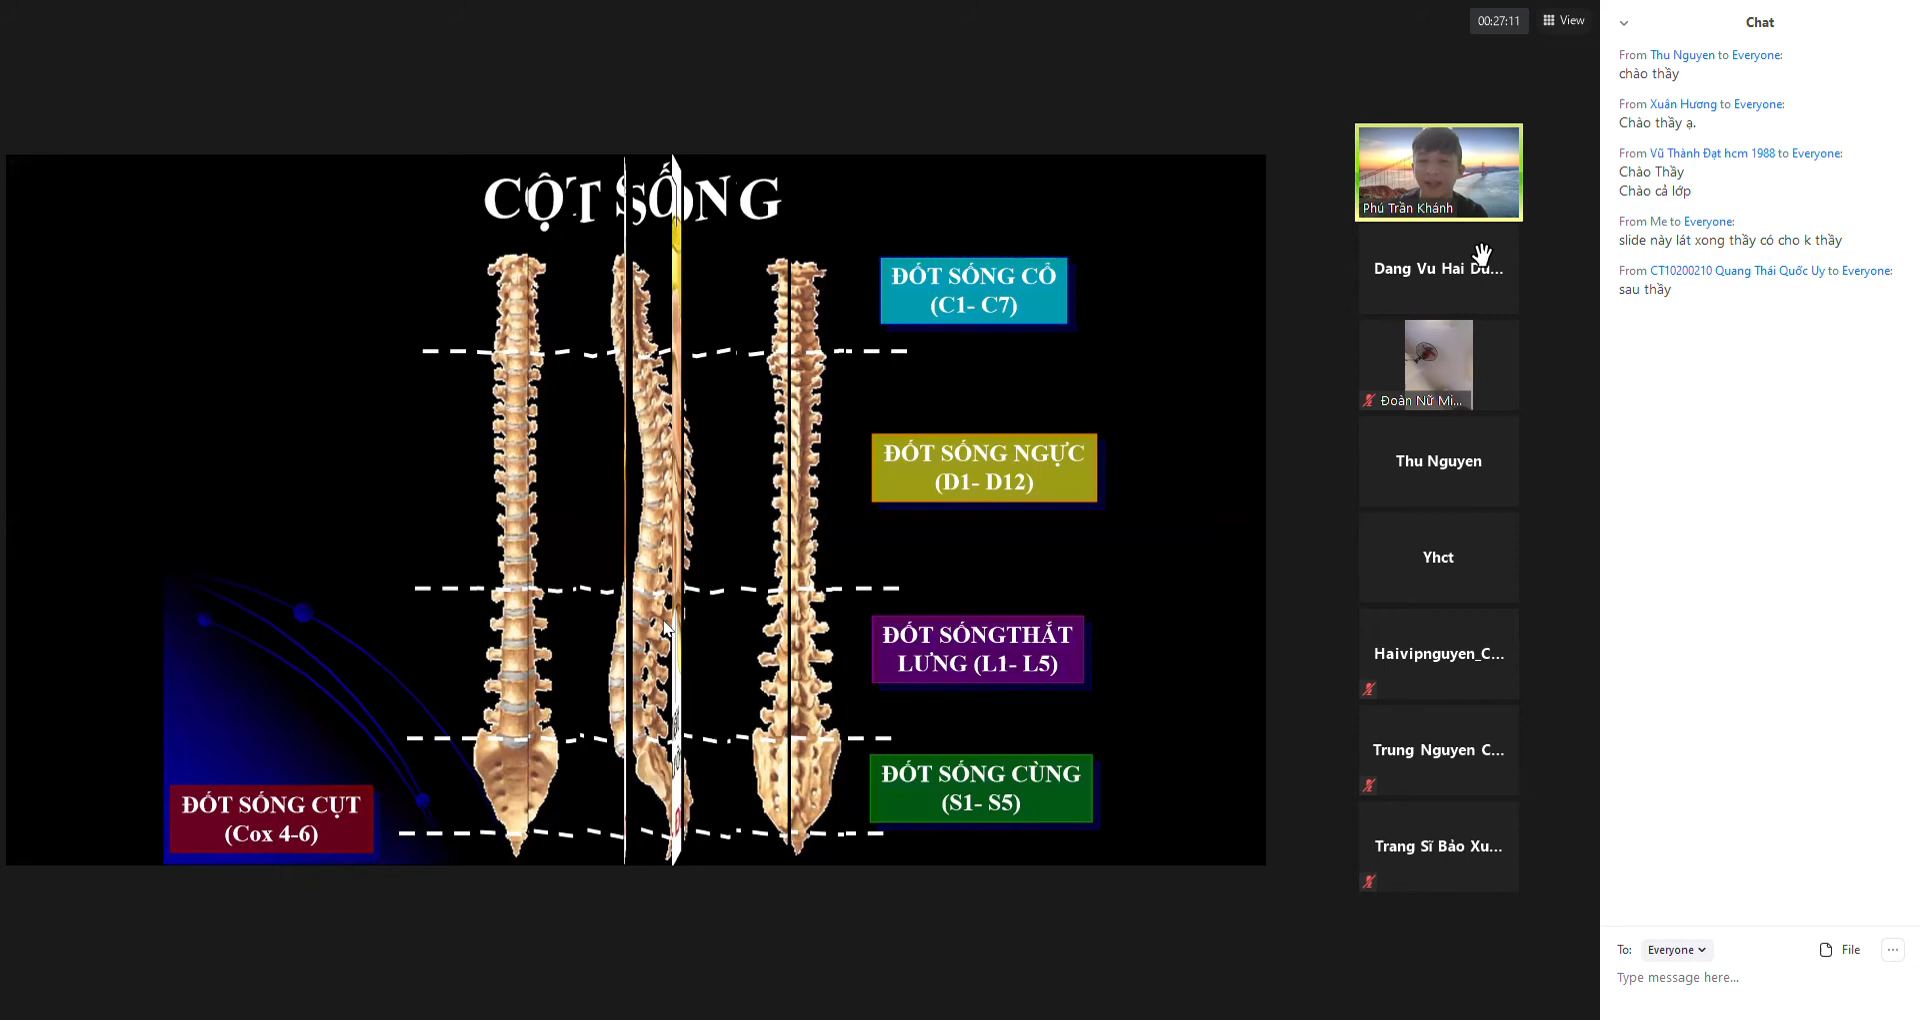 00:27:11
View
CỘT SỐNG
ĐỐT SỐNG CỔ
(C1- C7)
ĐỐT SỐNG NGỰC
(D1- D12)
ĐỐT SỐNGTHẮT
LƯNG (L1- L5)
ĐỐT SỐNG CÙNG
(S1- S5)
ĐỐT SỐNG CỤT
(Cox 4-6)
Phú Trần Khánh
Dang Vu Hai Du...
Đoàn Nữ Mi...
Thu Nguyen
Yhct
Haivipnguyen_C...
Trung Nguyen C...
Trang Sĩ Bảo Xu...
Chat
From Thu Nguyen to Everyone:
chào thầy
From Xuân Hương to Everyone:
Chào thầy ạ.
From Vũ Thành Đạt hcm 1988 to Everyone:
Chào Thầy
Chào cả lớp
From Me to Everyone:
slide này lát xong thầy có cho k thầy
From CT10200210 Quang Thái Quốc Uy to Everyone:
sau thầy
To: Everyone
File
Type message here...